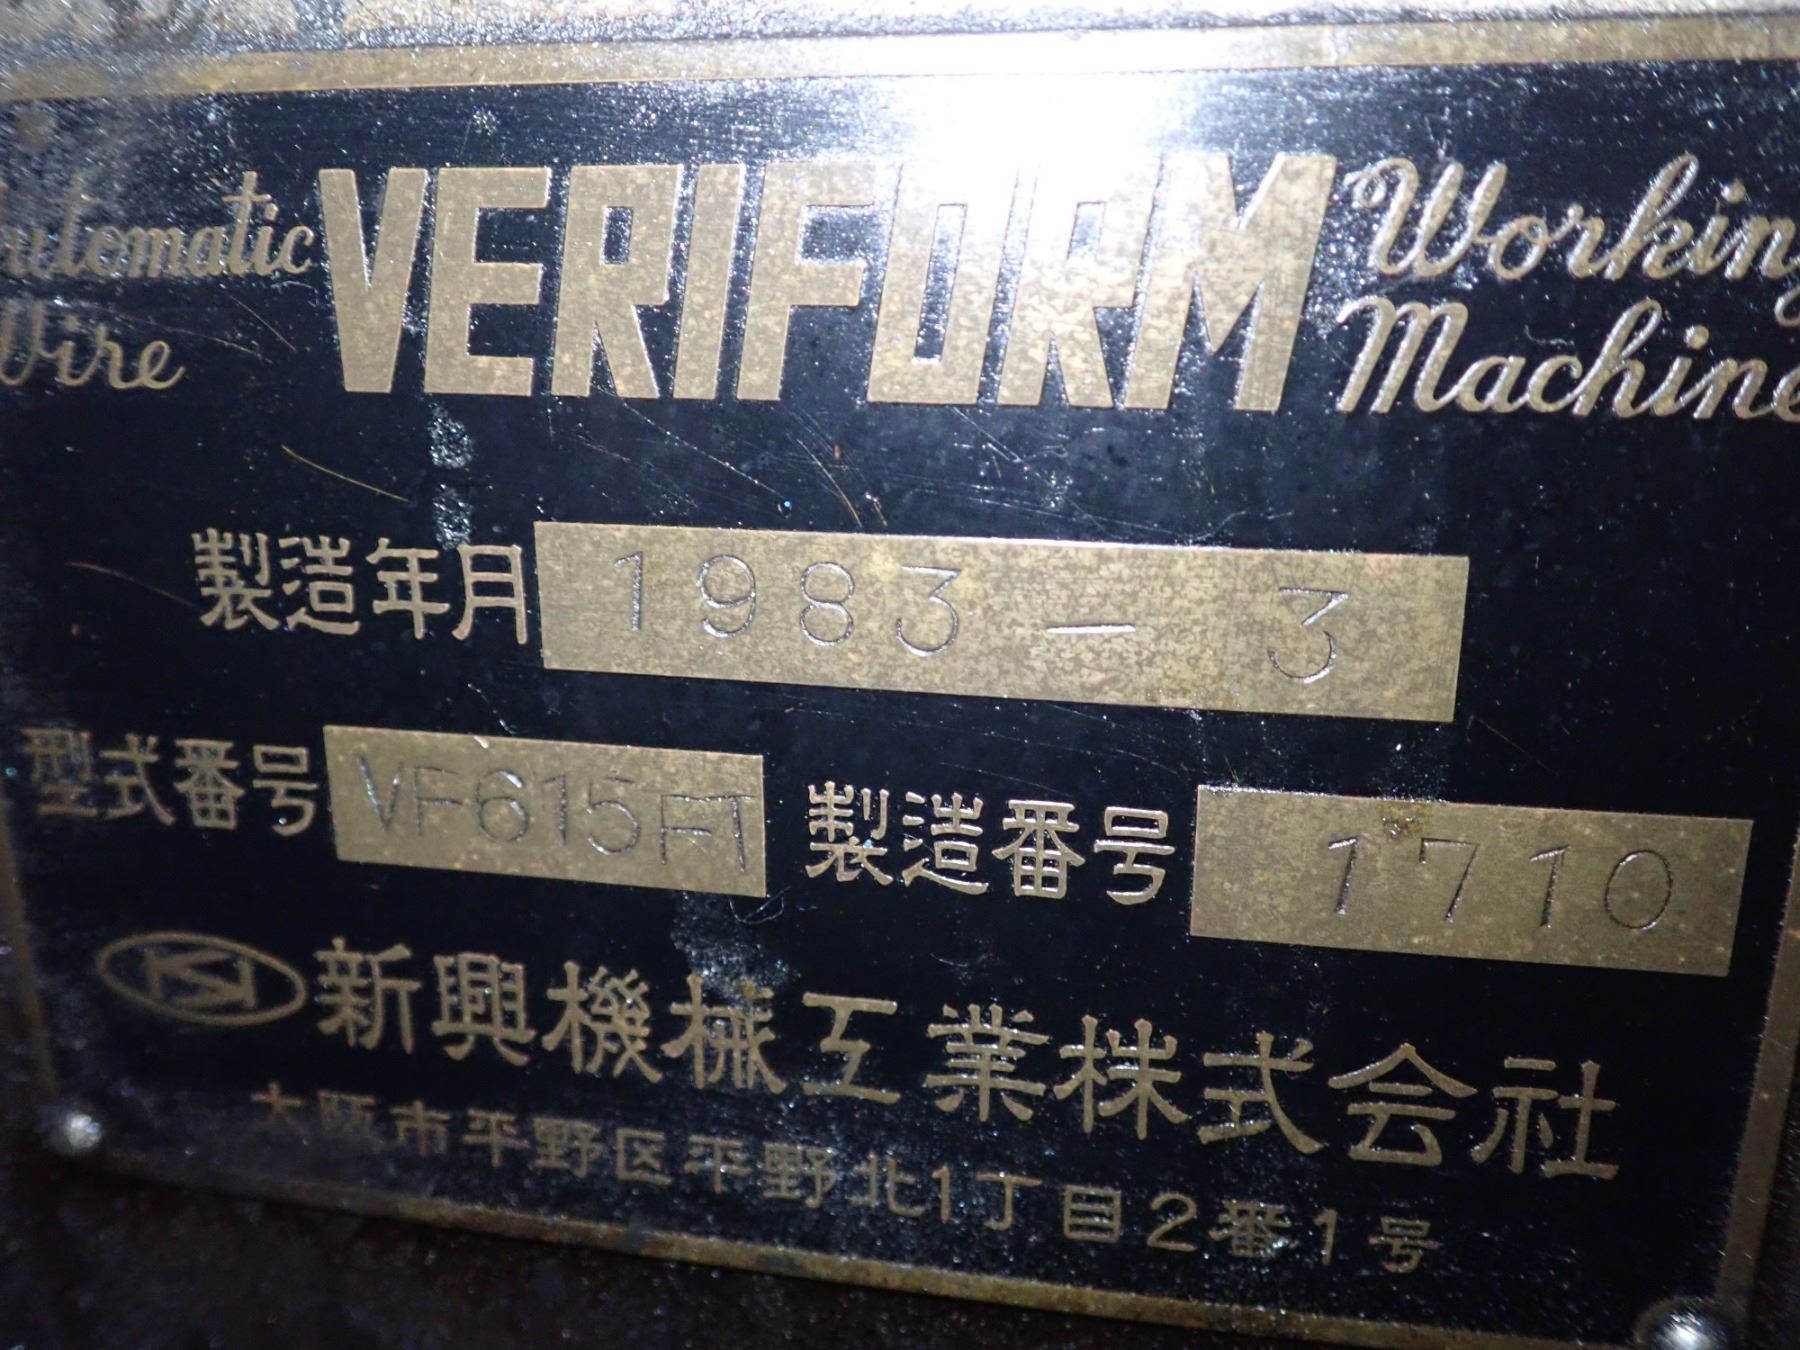 Automatic VERIFORM Working
Wire Machine
製造年月 1983 - 3
型式番号 VF615FT 製造番号 1710
新興機械工業株式会社
大阪市平野区平野北1丁目2番1号